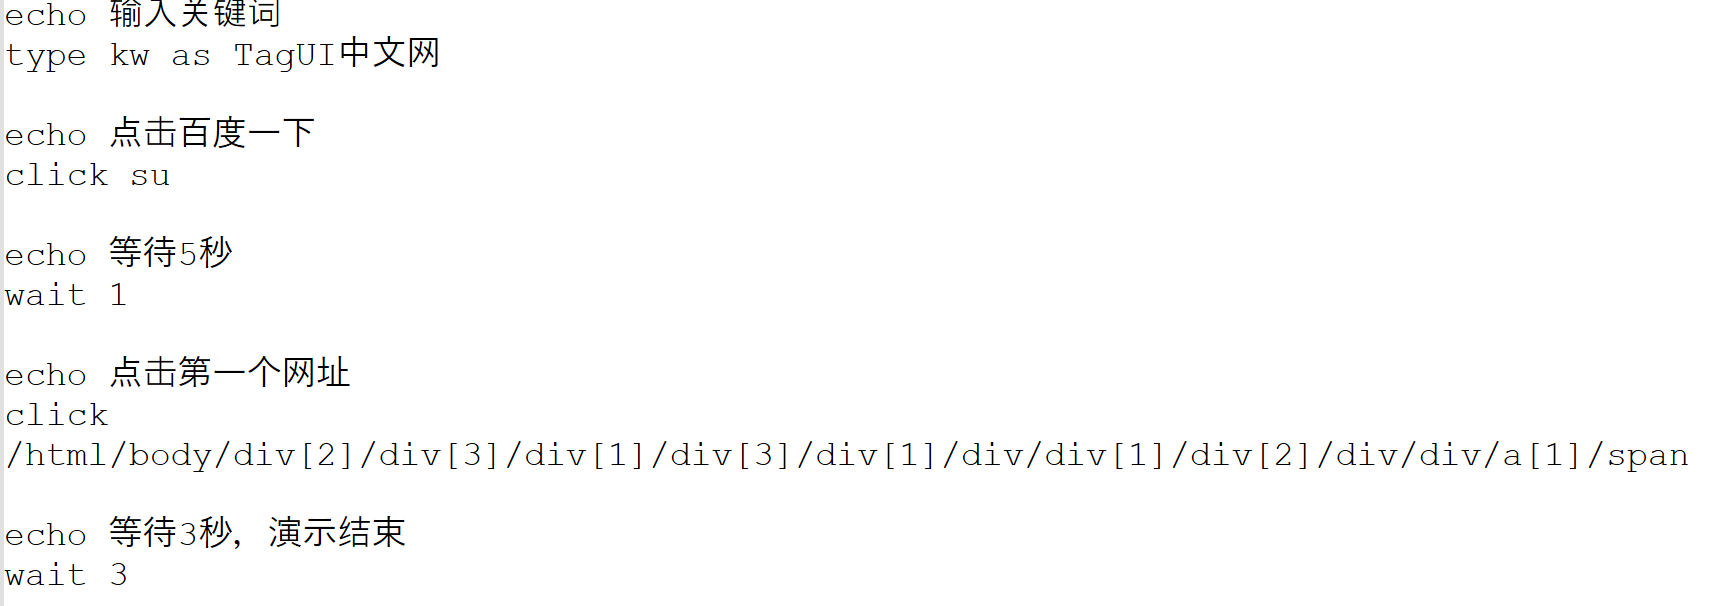 echo 输入关键词
type kw as TagUI中文网
echo 点击百度一下
click su
echo 等待5秒
wait 1
echo 点击第一个网址
click
/html/body/div[2]/div[3]/div[1]/div[3]/div[1]/div/div[1]/div[2]/div/div/a[1]/span
echo 等待3秒，演示结束
wait 3